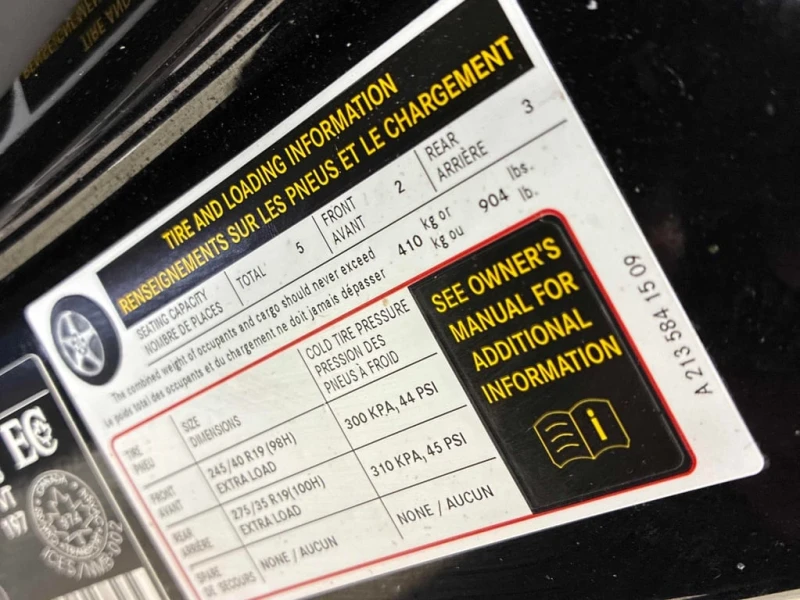 TIRE AND LOADING INFORMATION
RENSEIGNEMENTS SUR LES PNEUS ET LE CHARGEMENT
SEATING CAPACITY
NOMBRE DE PLACES
TOTAL 5
FRONT
AVANT
2
REAR
ARRIÈRE
3
The combined weight of occupants and cargo should never exceed
Le poids total des occupants et du chargement ne doit jamais dépasser
410
kg or
kg ou
904
lbs.
lb.
TIRE
PNEU
SIZE
DIMENSIONS
COLD TIRE PRESSURE
PRESSION DES
PNEUS À FROID
FRONT
AVANT
245/40 R19 (98H)
EXTRA LOAD
300 KPA, 44 PSI
REAR
ARRIÈRE
275/35 R19(100H)
EXTRA LOAD
310 KPA, 45 PSI
SPARE
DE SECOURS
NONE / AUCUN
NONE / AUCUN
SEE OWNER'S
MANUAL FOR
ADDITIONAL
INFORMATION
i
A 213 584 15 09